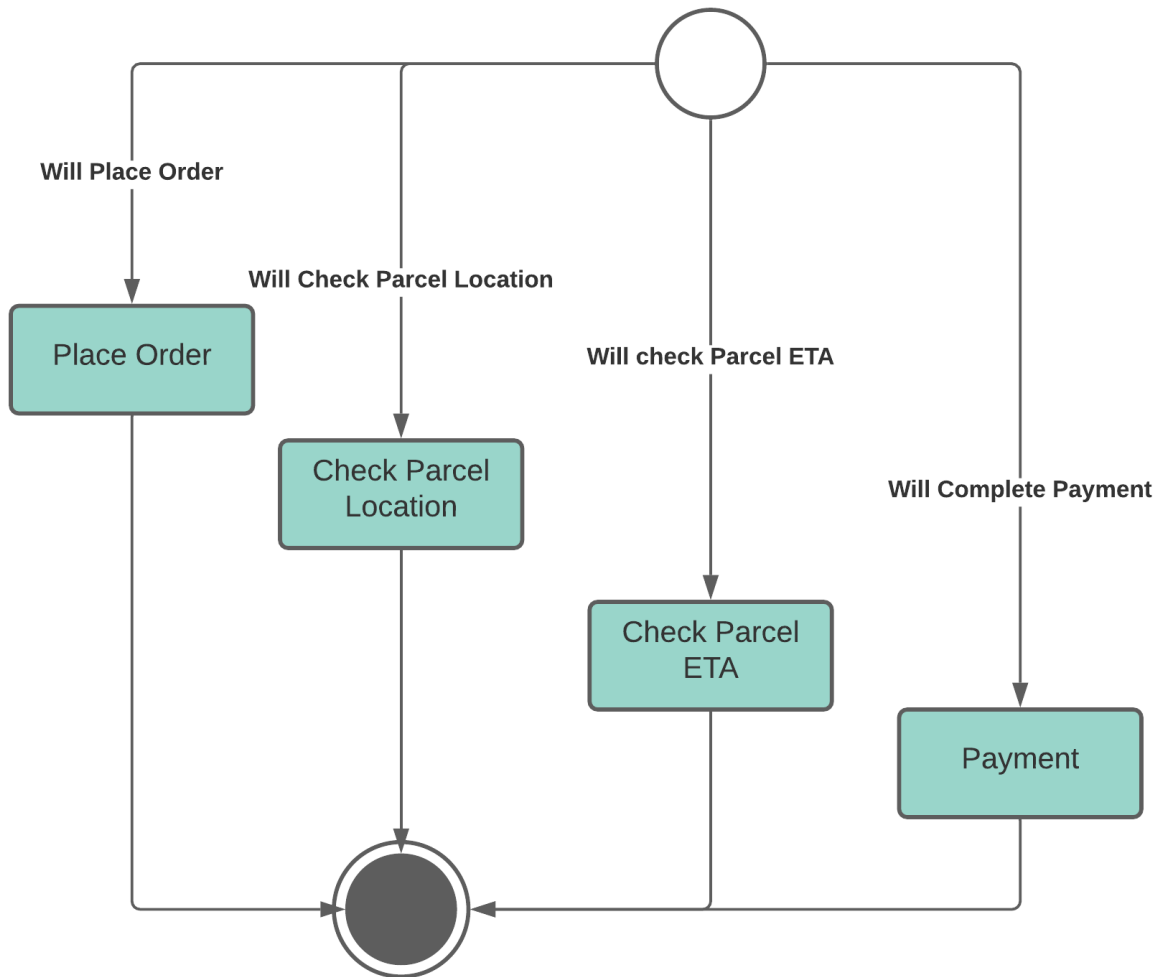 Will Place Order
Will Check Parcel Location
Place Order
Will check Parcel ETA
Check Parcel
Location
Will Complete Payment
Check Parcel
ETA
Payment